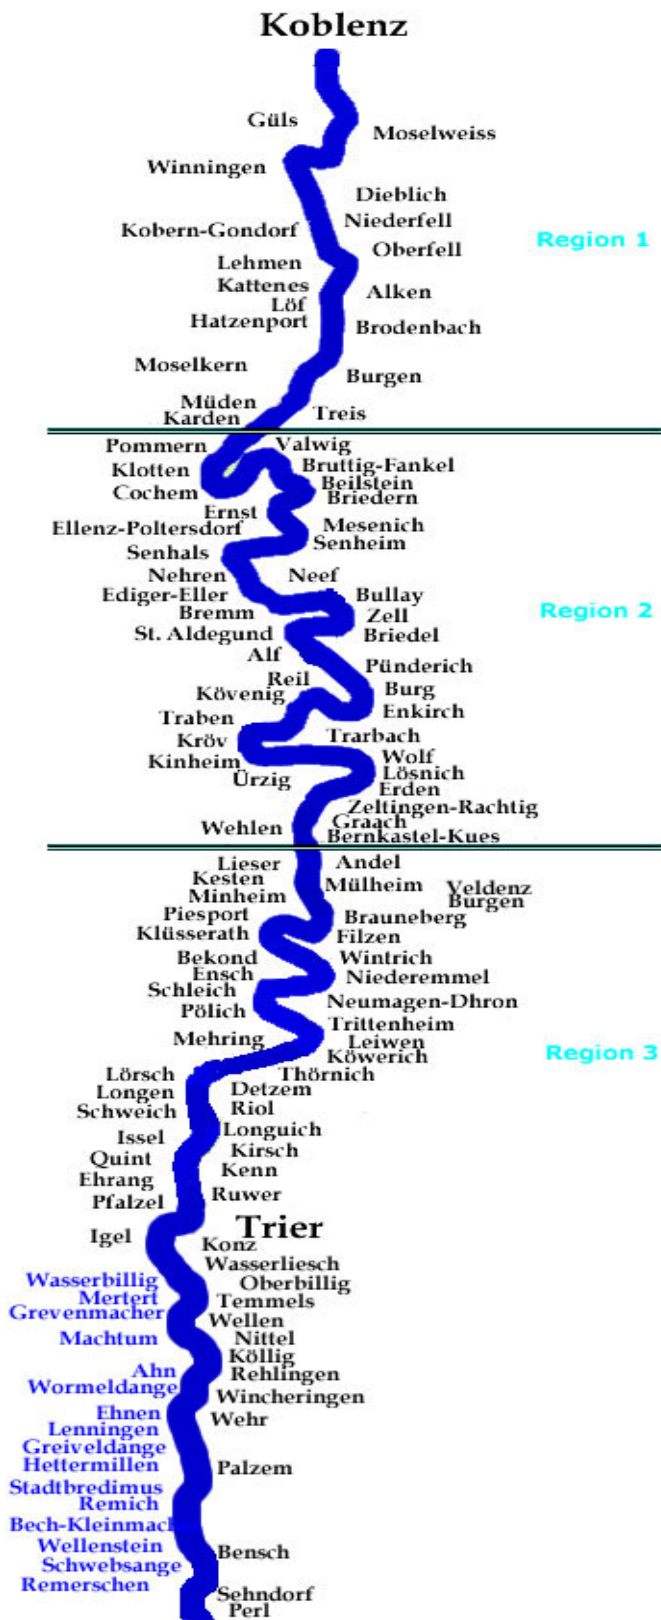 Koblenz
Güls
Moselweiss
Winningen
Dieblich
Niederfell
Kobern-Gondorf
Region 1
Oberfell
Lehmen
Kattenes
Alken
Löf
Hatzenport
Brodenbach
Moselkern
Burgen
Müden
Treis
Karden
Pommern
Valwig
Klotten
Bruttig-Fankel
Beilstein
Cochem
Briedern
Ernst
Mesenich
Ellenz-Poltersdorf
Senheim
Senhals
Nehren
Neef
Ediger-Eller
Bullay
Bremm
Zell
Region 2
St. Aldegund
Briedel
Alf
Pünderich
Reil
Kövenig
Burg
Enkirch
Traben
Trarbach
Kröv
Kinheim
Wolf
Lösnich
Ürzig
Erden
Zeltingen-Rachtig
Graach
Wehlen
Bernkastel-Kues
Lieser
Andel
Kesten
Mülheim
Veldenz
Minheim
Burgen
Piesport
Brauneberg
Klüsserath
Filzen
Bekond
Wintrich
Ensch
Niederemmel
Schleich
Neumagen-Dhron
Pölich
Trittenheim
Mehring
Leiwen
Köwerich
Region 3
Lörsch
Thörnich
Longen
Detzem
Schweich
Riol
Issel
Longuich
Kirsch
Quint
Kenn
Ehrang
Pfalzel
Ruwer
Trier
Igel
Konz
Wasserliesch
Wasserbillig
Oberbillig
Mertert
Temmels
Grevenmacher
Wellen
Machtum
Nittel
Köllig
Ahn
Rehlingen
Wormeldange
Wincheringen
Ehnen
Wehr
Lenningen
Greiveldange
Hettermillen
Palzem
Stadtbredimus
Remich
Bech-Kleinmach
Wellenstein
Bensch
Schwebsange
Remerschen
Sehndorf
Perl